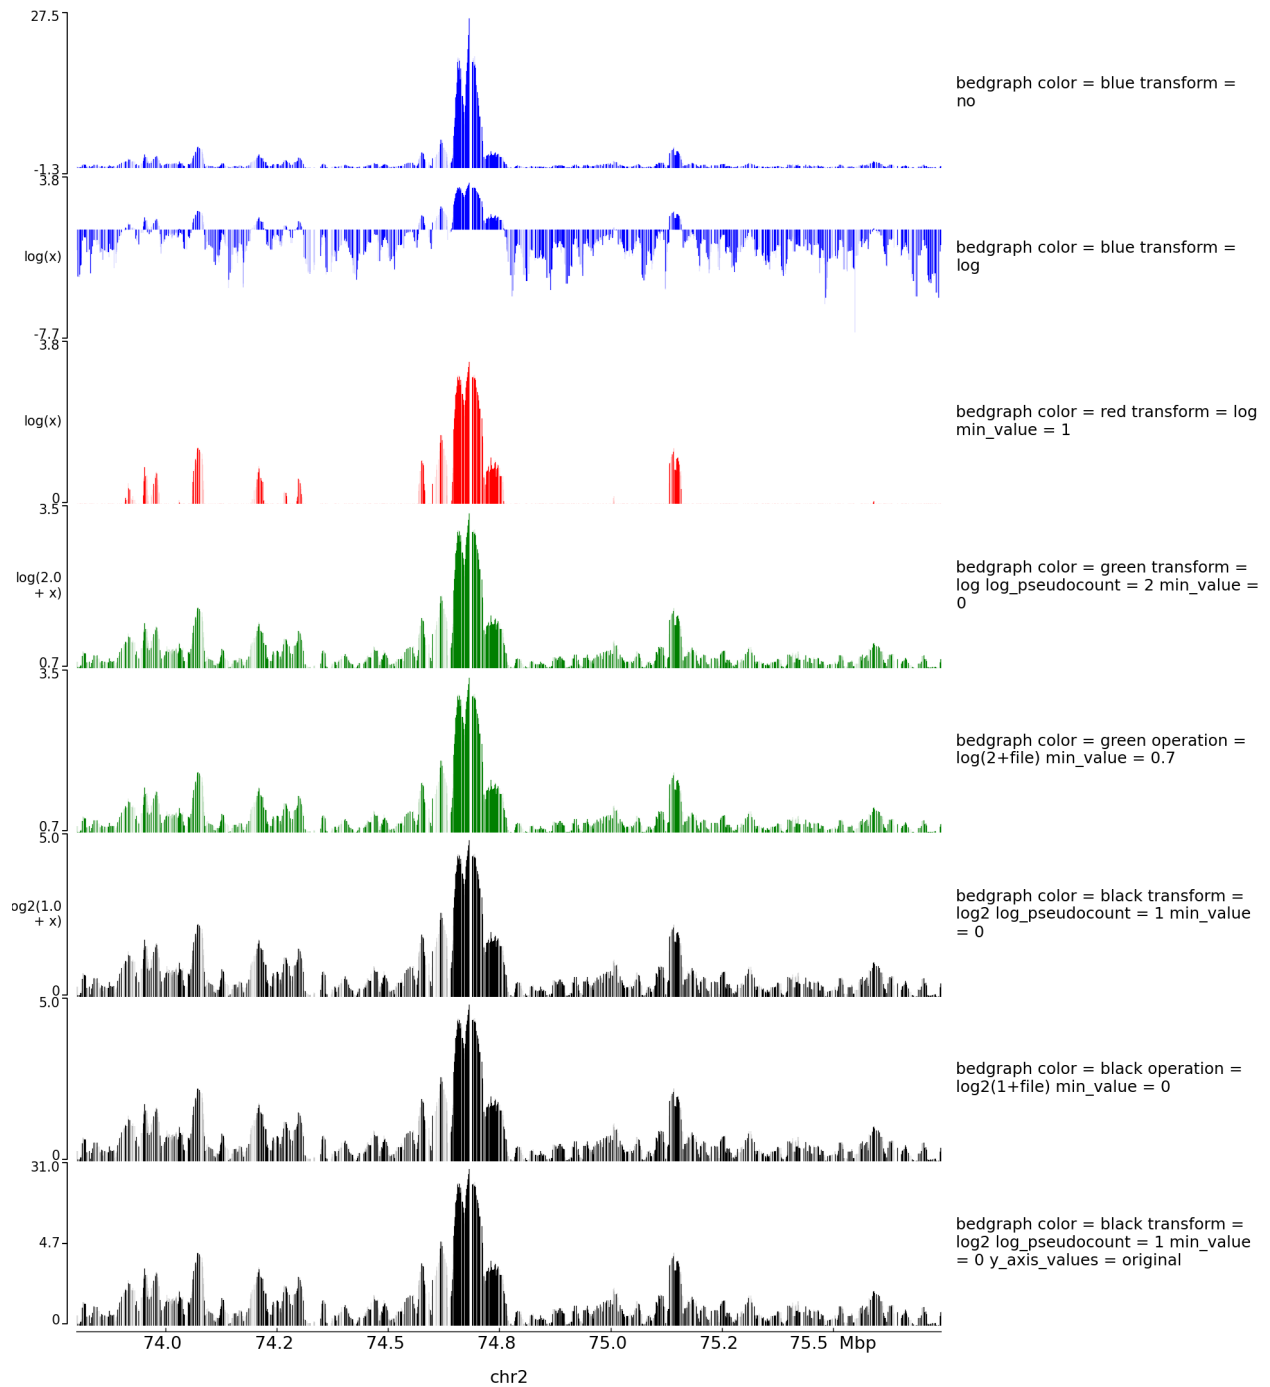 27.5
bedgraph color = blue transform =
no
-1.3
3.8
log(x)
bedgraph color = blue transform =
log
-7.7
3.8
log(x)
bedgraph color = red transform = log
min_value = 1
0
3.5
log(2.0
+ x)
bedgraph color = green transform =
log log_pseudocount = 2 min_value =
0
0.7
3.5
bedgraph color = green operation =
log(2+file) min_value = 0.7
0.7
5.0
og2(1.0
+ x)
bedgraph color = black transform =
log2 log_pseudocount = 1 min_value
= 0
0
5.0
bedgraph color = black operation =
log2(1+file) min_value = 0
0
31.0
4.7
bedgraph color = black transform =
log2 log_pseudocount = 1 min_value
= 0 y_axis_values = original
0
74.0 74.2 74.5 74.8 75.0 75.2 75.5 Mbp
chr2